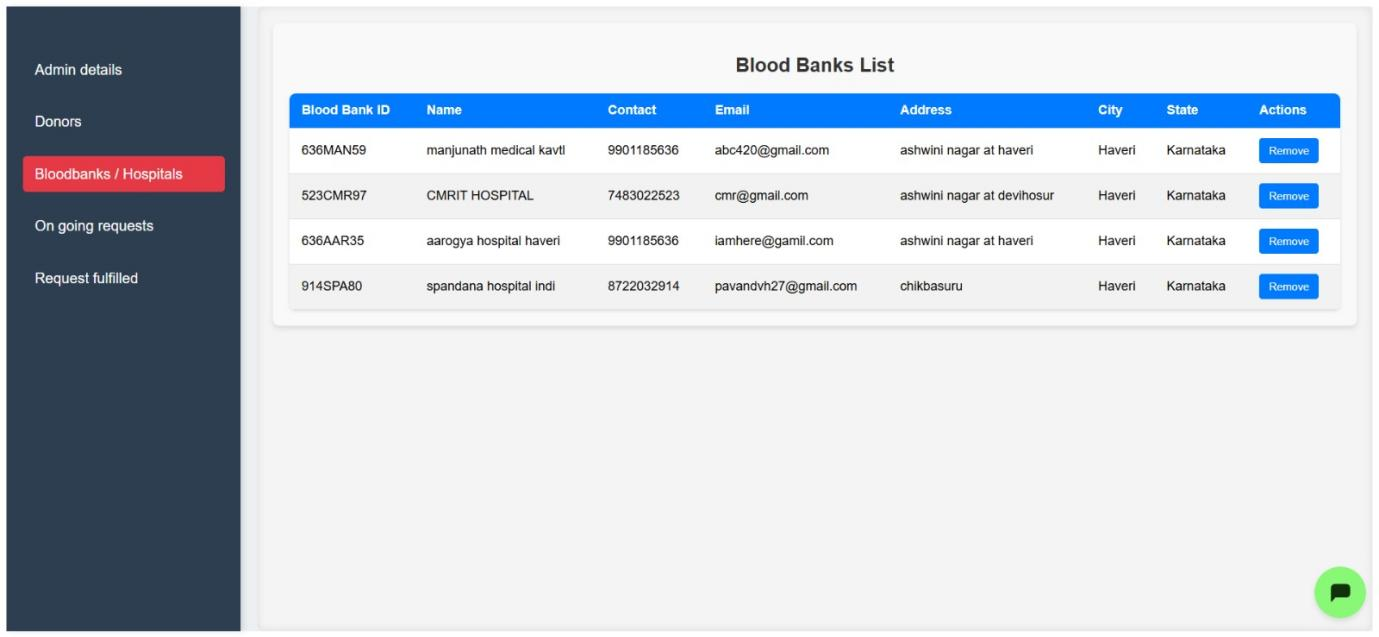 Admin details
Donors
Bloodbanks / Hospitals
On going requests
Request fulfilled
Blood Banks List
Blood Bank ID Name Contact Email Address City State Actions
636MAN59 manjunath medical kavtl 9901185636 abc420@gmail.com ashwini nagar at haveri Haveri Karnataka Remove
523CMR97 CMRIT HOSPITAL 7483022523 cmr@gmail.com ashwini nagar at devihosur Haveri Karnataka Remove
636AAR35 aarogya hospital haveri 9901185636 iamhere@gamil.com ashwini nagar at haveri Haveri Karnataka Remove
914SPA80 spandana hospital indi 8722032914 pavandvh27@gmail.com chikbasuru Haveri Karnataka Remove